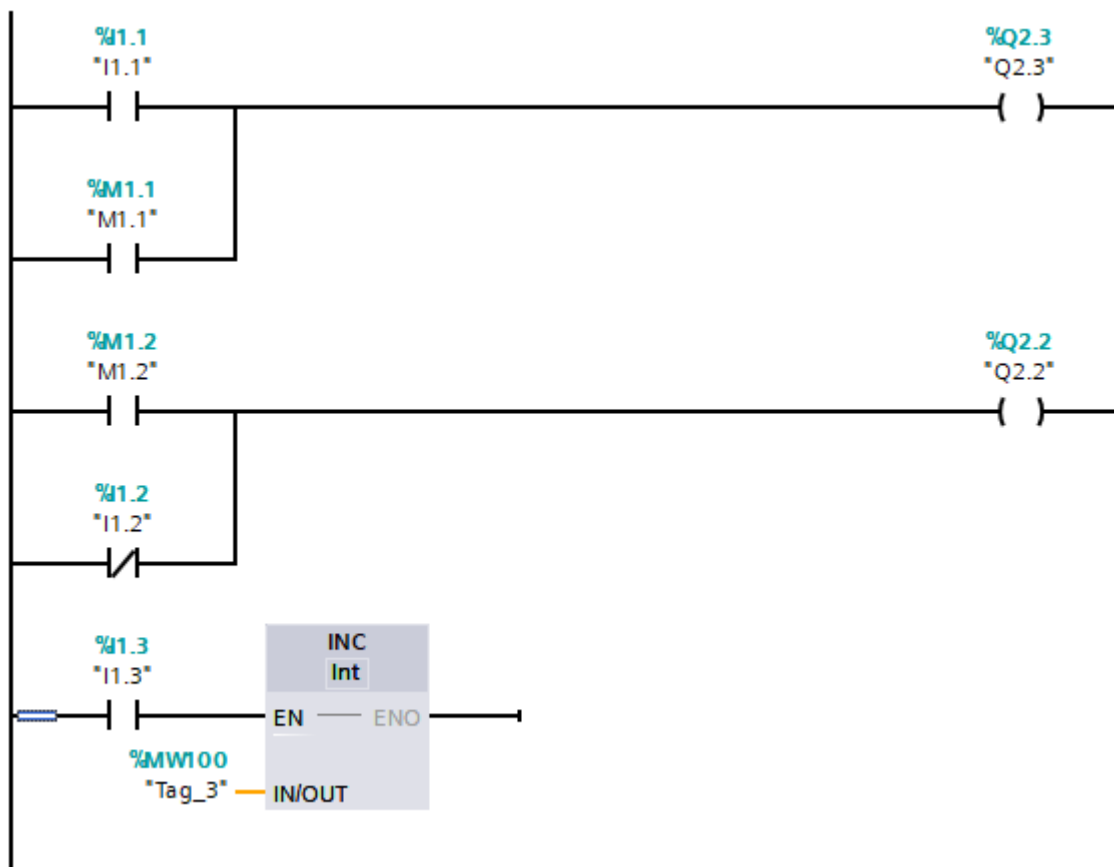 %I1.1
"I1.1"
%Q2.3
"Q2.3"
%M1.1
"M1.1"
%M1.2
"M1.2"
%Q2.2
"Q2.2"
%I1.2
"I1.2"
%I1.3
"I1.3"
INC
Int
EN
ENO
%MW100
"Tag_3"
IN/OUT